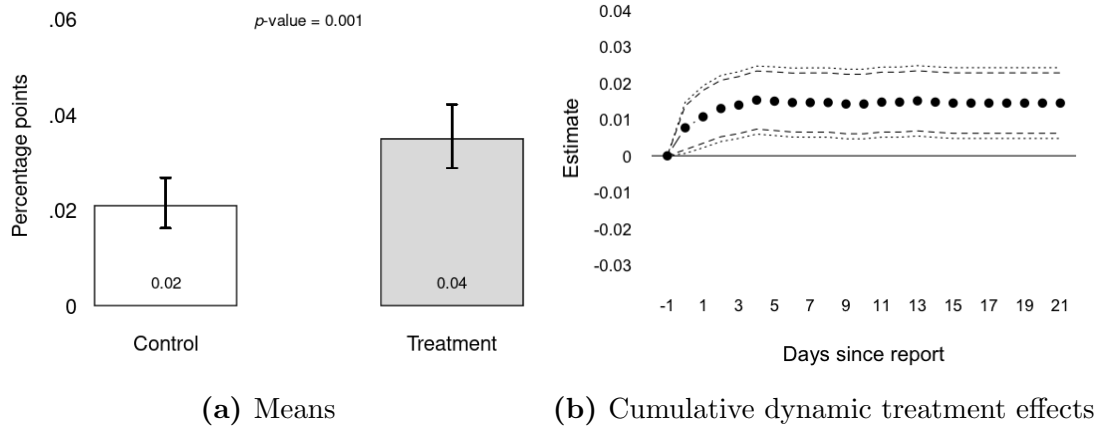 .06
p-value = 0.001
.04
.02
0
Percentage points
0.02
0.04
Control
Treatment
(a) Means
0.04
0.03
0.02
0.01
0
-0.01
-0.02
-0.03
Estimate
-1 1 3 5 7 9 11 13 15 17 19 21
Days since report
(b) Cumulative dynamic treatment effects